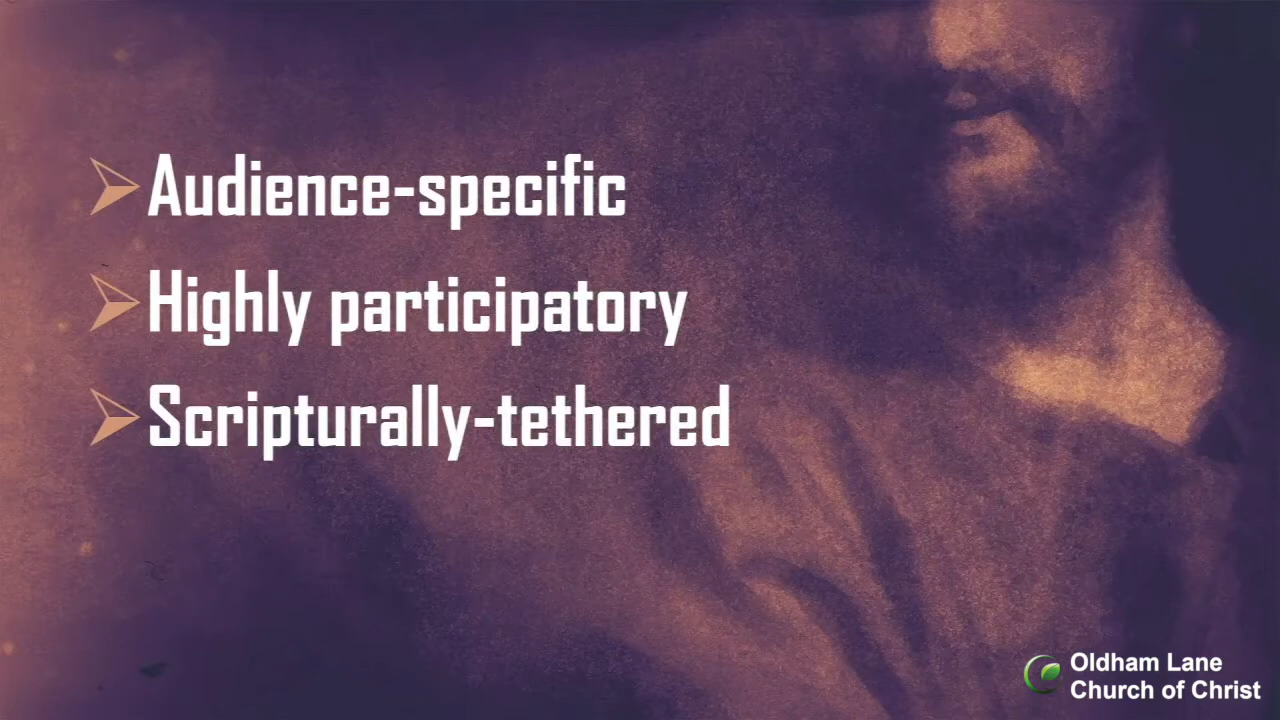 Audience-specific
Highly participatory
Scripturally-tethered
Oldham Lane
Church of Christ